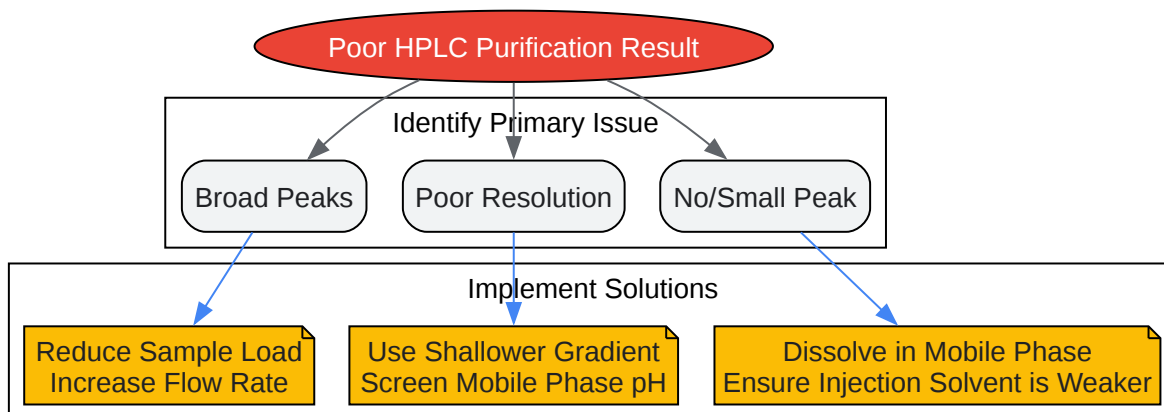 Poor HPLC Purification Result
Identify Primary Issue
Broad Peaks
Poor Resolution
No/Small Peak
Implement Solutions
Reduce Sample Load
Increase Flow Rate
Use Shallower Gradient
Screen Mobile Phase pH
Dissolve in Mobile Phase
Ensure Injection Solvent is Weaker